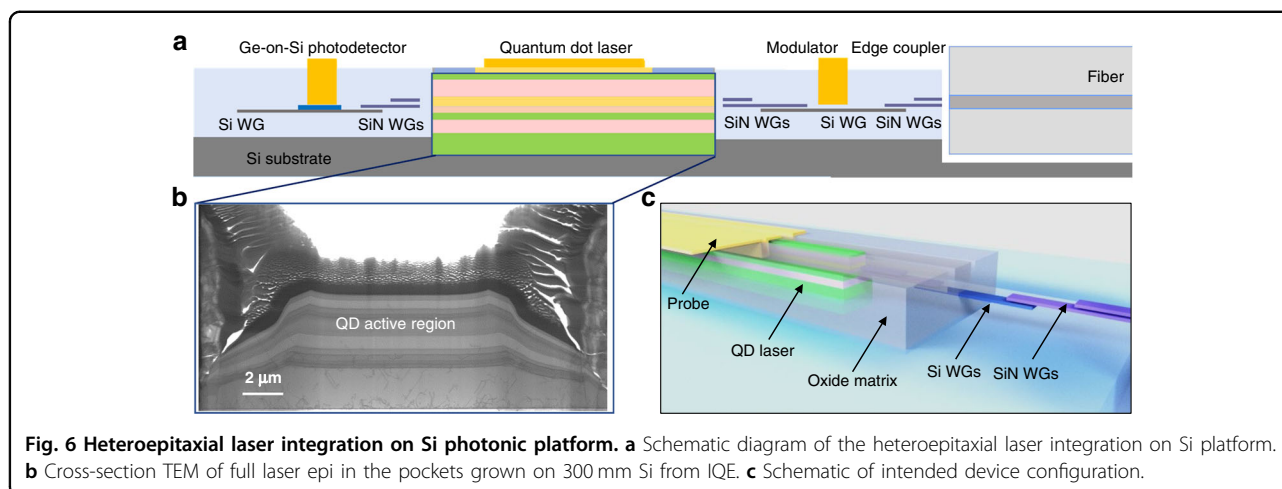 a
Ge-on-Si photodetector
Quantum dot laser
Modulator
Edge coupler
Fiber
Si WG
SiN WGs
SiN WGs
Si WG
SiN WGs
Si substrate
b
QD active region
2 μm
c
Probe
QD laser
Oxide matrix
Si WGs
SiN WGs
Fig. 6 Heteroepitaxial laser integration on Si photonic platform. a Schematic diagram of the heteroepitaxial laser integration on Si platform.
b Cross-section TEM of full laser epi in the pockets grown on 300 mm Si from IQE. c Schematic of intended device configuration.